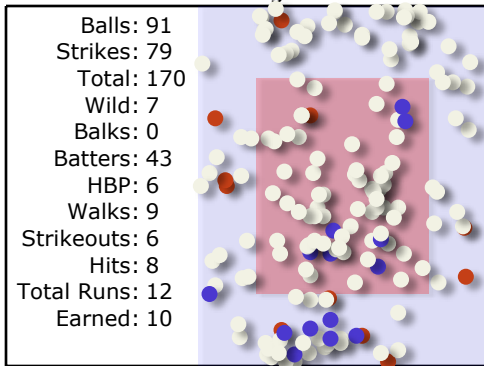 Balls: 91
Strikes: 79
Total: 170
Wild: 7
Balks: 0
Batters: 43
HBP: 6
Walks: 9
Strikeouts: 6
Hits: 8
Total Runs: 12
Earned: 10